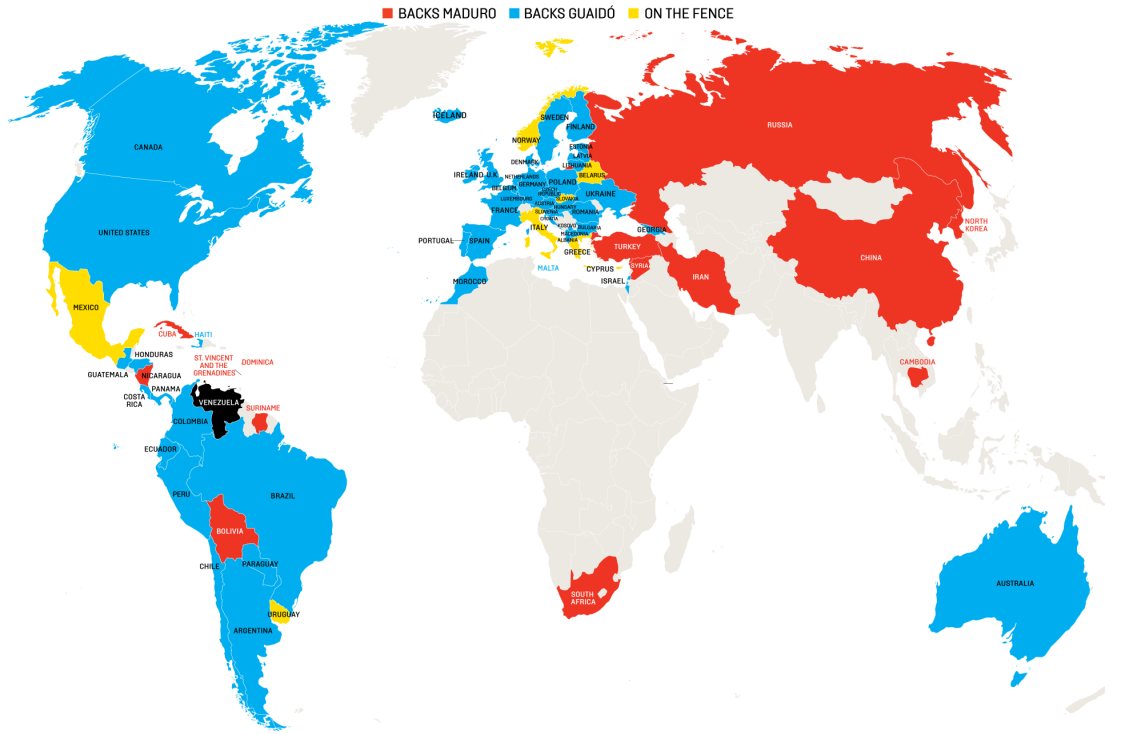 BACKS MADURO
BACKS GUAIDÓ
ON THE FENCE
ICELAND
SWEDEN
FINLAND
RUSSIA
NORWAY
CANADA
ESTONIA
LATVIA
DENMARK
LITHUANIA
IRELAND
U.K.
NETHERLANDS
BELARUS
GERMANY
POLAND
BELGIUM
CZECH
REPUBLIC
UKRAINE
LUXEMBOURG
SLOVAKIA
AUSTRIA
HUNGARY
FRANCE
SLOVENIA
ROMANIA
CROATIA
ITALY
KOSOVO
BULGARIA
GEORGIA
NORTH
KOREA
UNITED STATES
MACEDONIA
PORTUGAL
SPAIN
ALBANIA
TURKEY
GREECE
CHINA
MALTA
CYPRUS
SYRIA
IRAN
MOROCCO
ISRAEL
MEXICO
CUBA
HAITI
HONDURAS
ST. VINCENT
AND THE
GRENADINES
DOMINICA
CAMBODIA
GUATEMALA
NICARAGUA
PANAMA
COSTA
RICA
VENEZUELA
SURINAME
COLOMBIA
ECUADOR
PERU
BRAZIL
BOLIVIA
CHILE
PARAGUAY
AUSTRALIA
SOUTH
AFRICA
URUGUAY
ARGENTINA